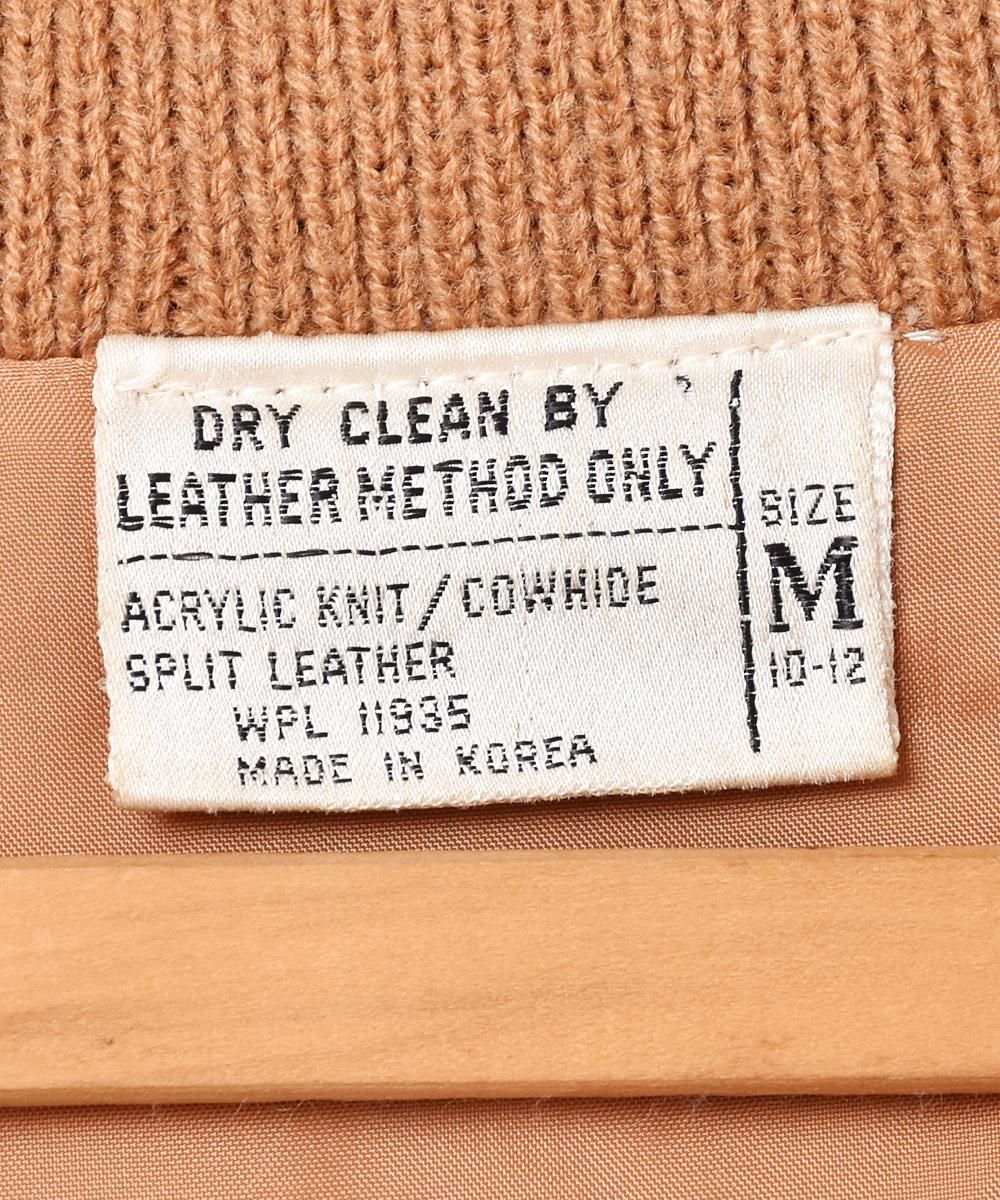 DRY CLEAN BY
LEATHER METHOD ONLY
ACRYLIC KNIT/COWHIDE
SPLIT LEATHER
WPL 11935
MADE IN KOREA
SIZE
M
10-12